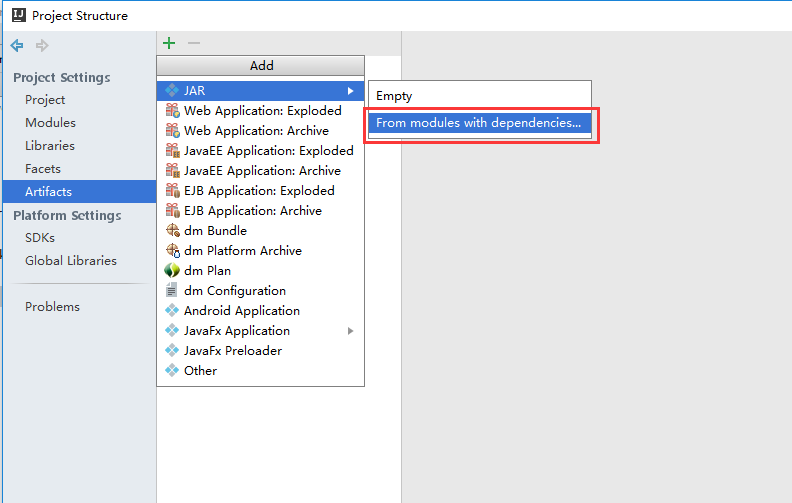 Project Structure
Project Settings
Project
Modules
Libraries
Facets
Artifacts
Platform Settings
SDKs
Global Libraries
Problems
Add
JAR
Web Application: Exploded
Web Application: Archive
JavaEE Application: Exploded
JavaEE Application: Archive
EJB Application: Exploded
EJB Application: Archive
dm Bundle
dm Platform Archive
dm Plan
dm Configuration
Android Application
JavaFx Application
JavaFx Preloader
Other
Empty
From modules with dependencies...